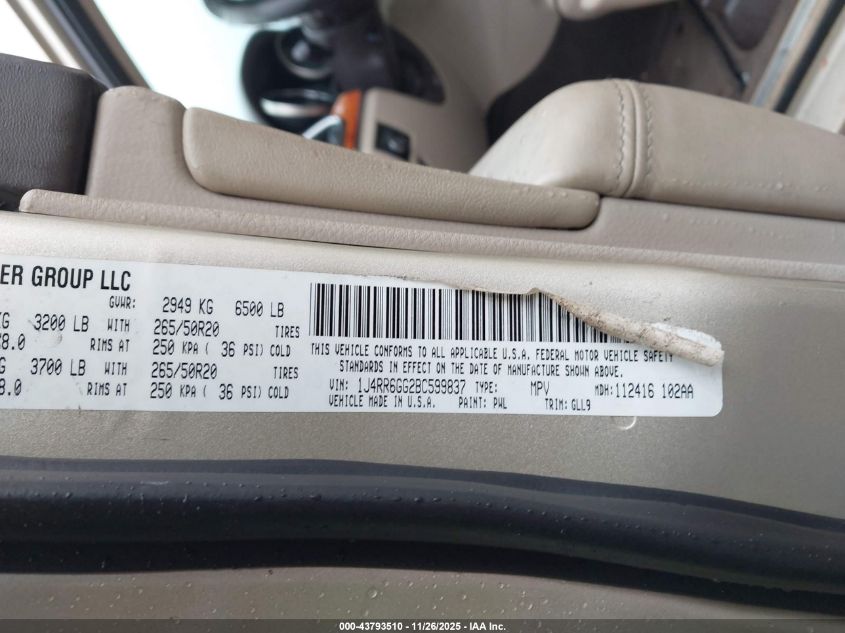 ER GROUP LLC
GVWR: 2949 KG 6500 LB
KG 3200 LB WITH 265/50R20 TIRES
8.0 RIMS AT 250 KPA ( 36 PSI) COLD
G 3700 LB WITH 265/50R20 TIRES
8.0 RIMS AT 250 KPA ( 36 PSI) COLD
THIS VEHICLE CONFORMS TO ALL APPLICABLE U.S.A. FEDERAL MOTOR VEHICLE SAFETY
STANDARDS IN EFFECT ON THE DATE OF MANUFACTURE SHOWN ABOVE.
VIN: 1J4RR6GG2BC599837 TYPE: MPV MDH: 112416 102AA
VEHICLE MADE IN U.S.A. PAINT: PWL TRIM: GLL9
000-43793510 - 11/26/2025 - IAA Inc.